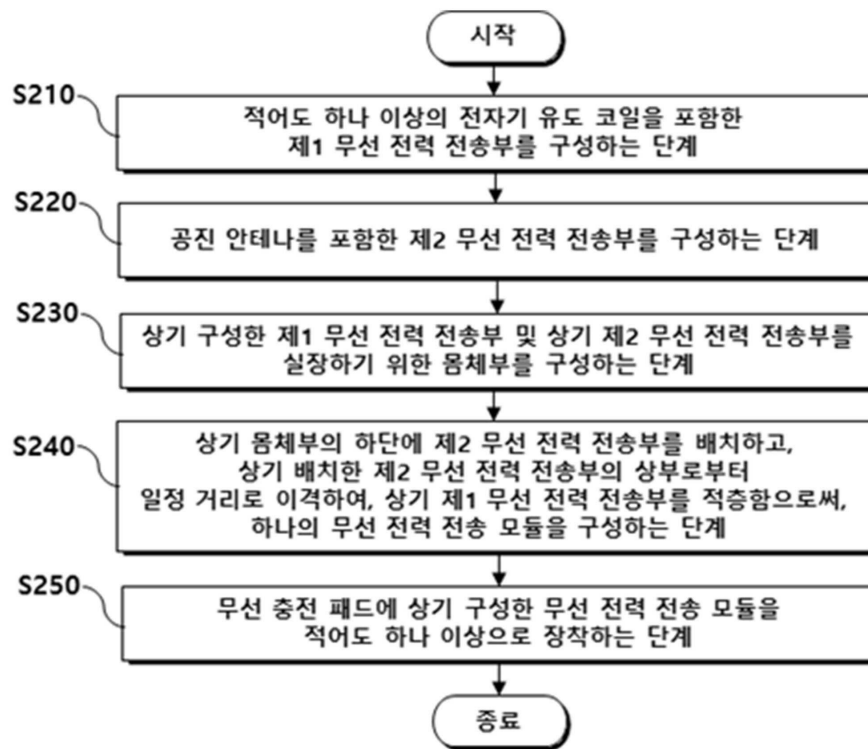 시작
S210
적어도 하나 이상의 전자기 유도 코일을 포함한
제1 무선 전력 전송부를 구성하는 단계
S220
공진 안테나를 포함한 제2 무선 전력 전송부를 구성하는 단계
S230
상기 구성한 제1 무선 전력 전송부 및 상기 제2 무선 전력 전송부를
실장하기 위한 몸체부를 구성하는 단계
S240
상기 몸체부의 하단에 제2 무선 전력 전송부를 배치하고,
상기 배치한 제2 무선 전력 전송부의 상부로부터
일정 거리로 이격하여, 상기 제1 무선 전력 전송부를 적층함으로써,
하나의 무선 전력 전송 모듈을 구성하는 단계
S250
무선 충전 패드에 상기 구성한 무선 전력 전송 모듈을
적어도 하나 이상으로 장착하는 단계
종료